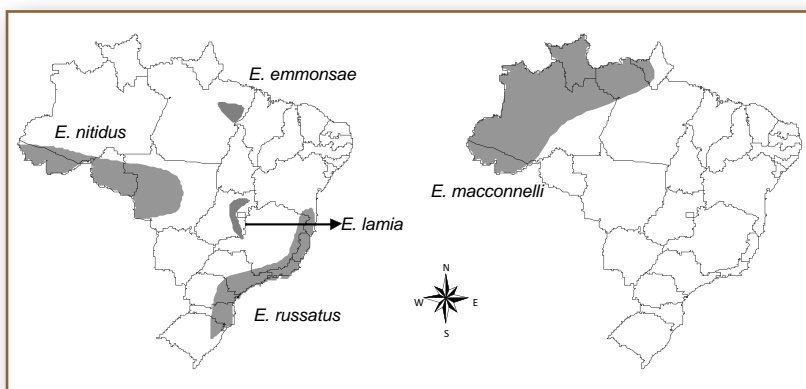 E. emmonsae
E. nitidus
E. macconnelli
E. lamia
E. russatus
N
W
E
S